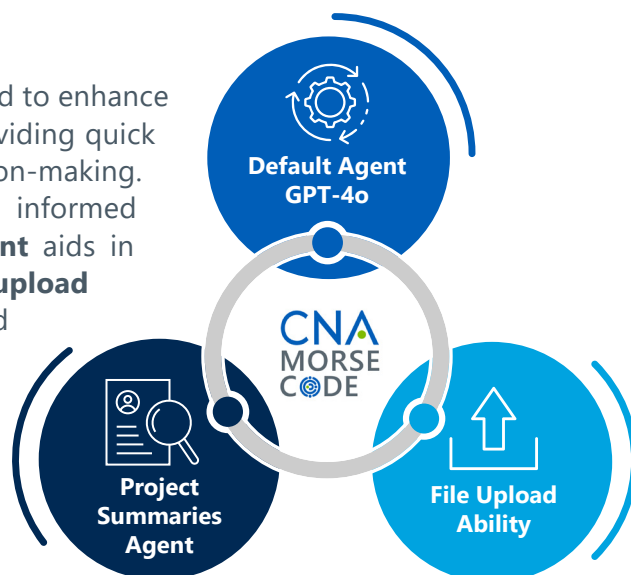 d to enhance
viding quick
on-making.
informed
nt aids in
upload
d
Default Agent
GPT-4o
CNA
MORSE
CODE
Project
Summaries
Agent
File Upload
Ability